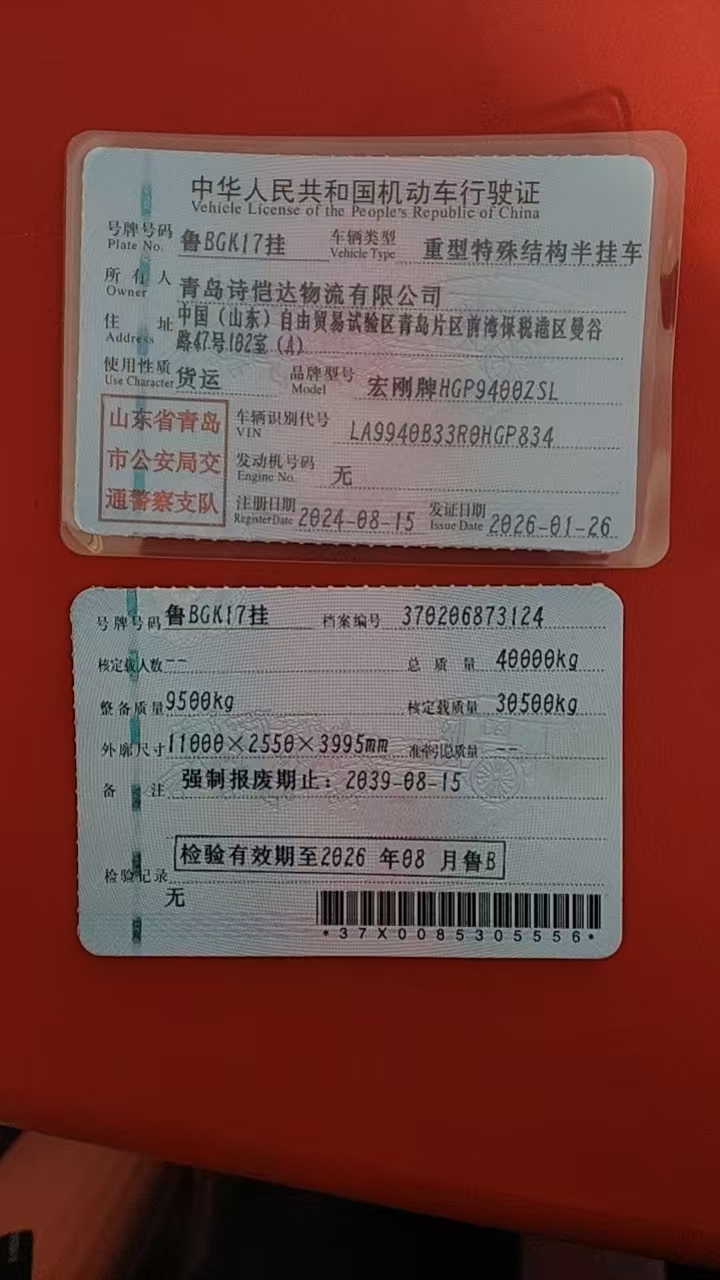 中华人民共和国机动车行驶证
Vehicle License of the People's Republic of China
号牌号码 鲁BGK17挂 车辆类型 重型特殊结构半挂车
Plate No. Vehicle Type
所有人 青岛诗恺达物流有限公司
Owner
住址 中国（山东）自由贸易试验区青岛片区前湾保税港区曼谷
Address 路47号102室（A）
使用性质 货运 品牌型号 宏刚牌HGP9400ZSL
Use Character Model
山东省青岛
市公安局交
通警察支队
车辆识别代号 LA9940B33R0HGP834
VIN
发动机号码 无
Engine No.
注册日期 2024-08-15 发证日期 2026-01-26
Register Date Issue Date
号牌号码 鲁BGK17挂 档案编号 370206873124
核定载人数 -- 总质量 40000kg
整备质量 9500kg 核定载质量 30500kg
外廓尺寸 11000×2550×3995mm 准牵引总质量 --
备注 强制报废期止：2039-08-15
检验有效期至2026 年08 月鲁B
检验记录
无
*37X0085305556*